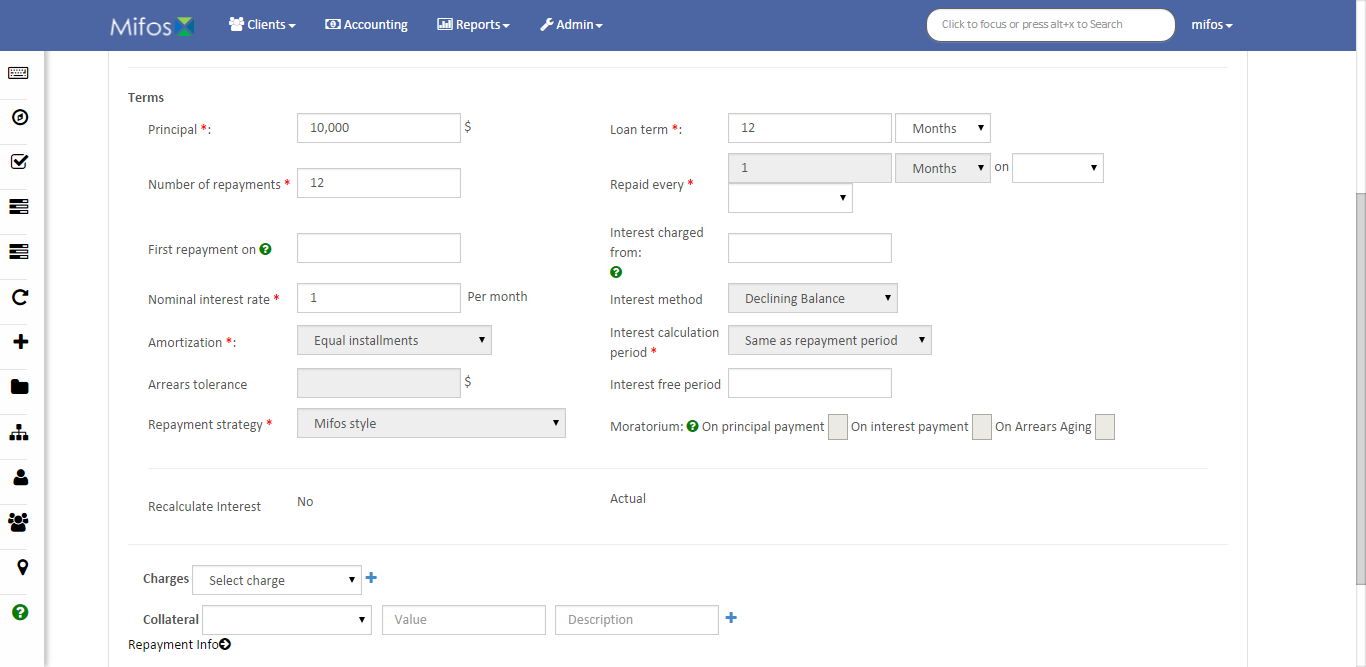 Mifos Clients Accounting Reports Admin Click to focus or press alt+x to Search mifos
Terms
Principal *: 10,000 $ Loan term *: 12 Months
Number of repayments * 12 Repaid every * 1 Months on
First repayment on Interest charged from:
Nominal interest rate * 1 Per month Interest method Declining Balance
Amortization *: Equal installments Interest calculation period * Same as repayment period
Arrears tolerance $ Interest free period
Repayment strategy * Mifos style Moratorium: On principal payment On interest payment On Arrears Aging
Recalculate Interest No Actual
Charges Select charge
Collateral Value Description
Repayment Info